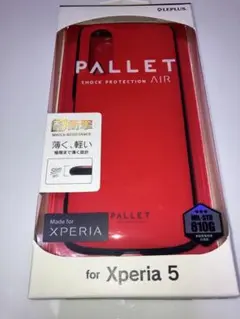 LEPLUS
PALLET
SHOCK PROTECTION AIR
薄く、軽い
Made for
XPERIA
PALLET
MIL-STD
810G
for Xperia 5